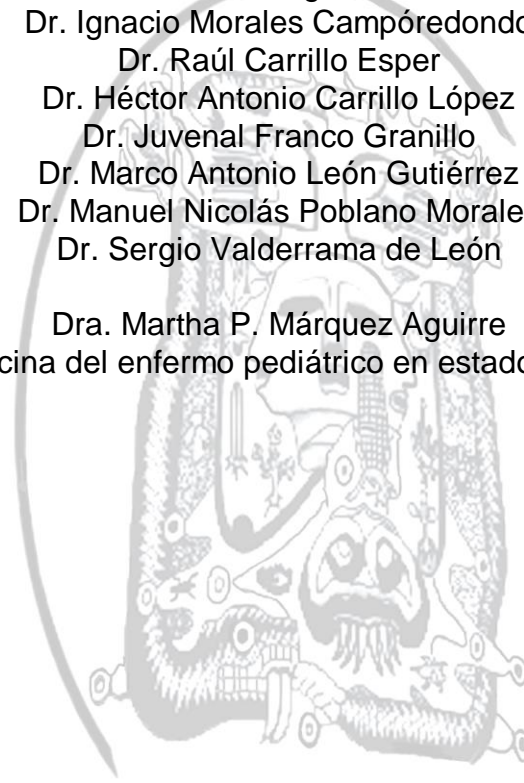 Dr. Ignacio Morales Campóredondo
Dr. Raúl Carrillo Esper
Dr. Héctor Antonio Carrillo López
Dr. Juvenal Franco Granillo
Dr. Marco Antonio León Gutiérrez
Dr. Manuel Nicolás Poblano Morale
Dr. Sergio Valderrama de León
Dra. Martha P. Márquez Aguirre
cina del enfermo pediátrico en estado